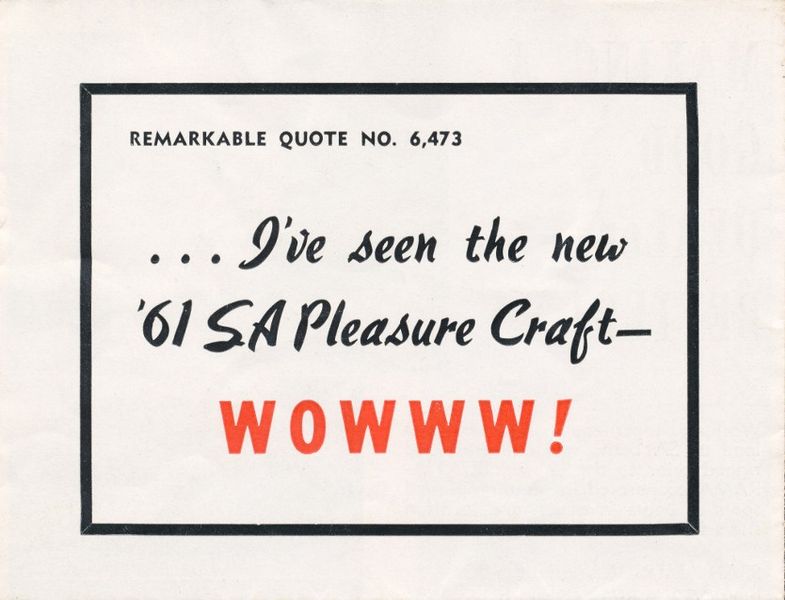 REMARKABLE QUOTE NO. 6,473
...I've seen the new
'61 SA Pleasure Craft—
WOWWW!